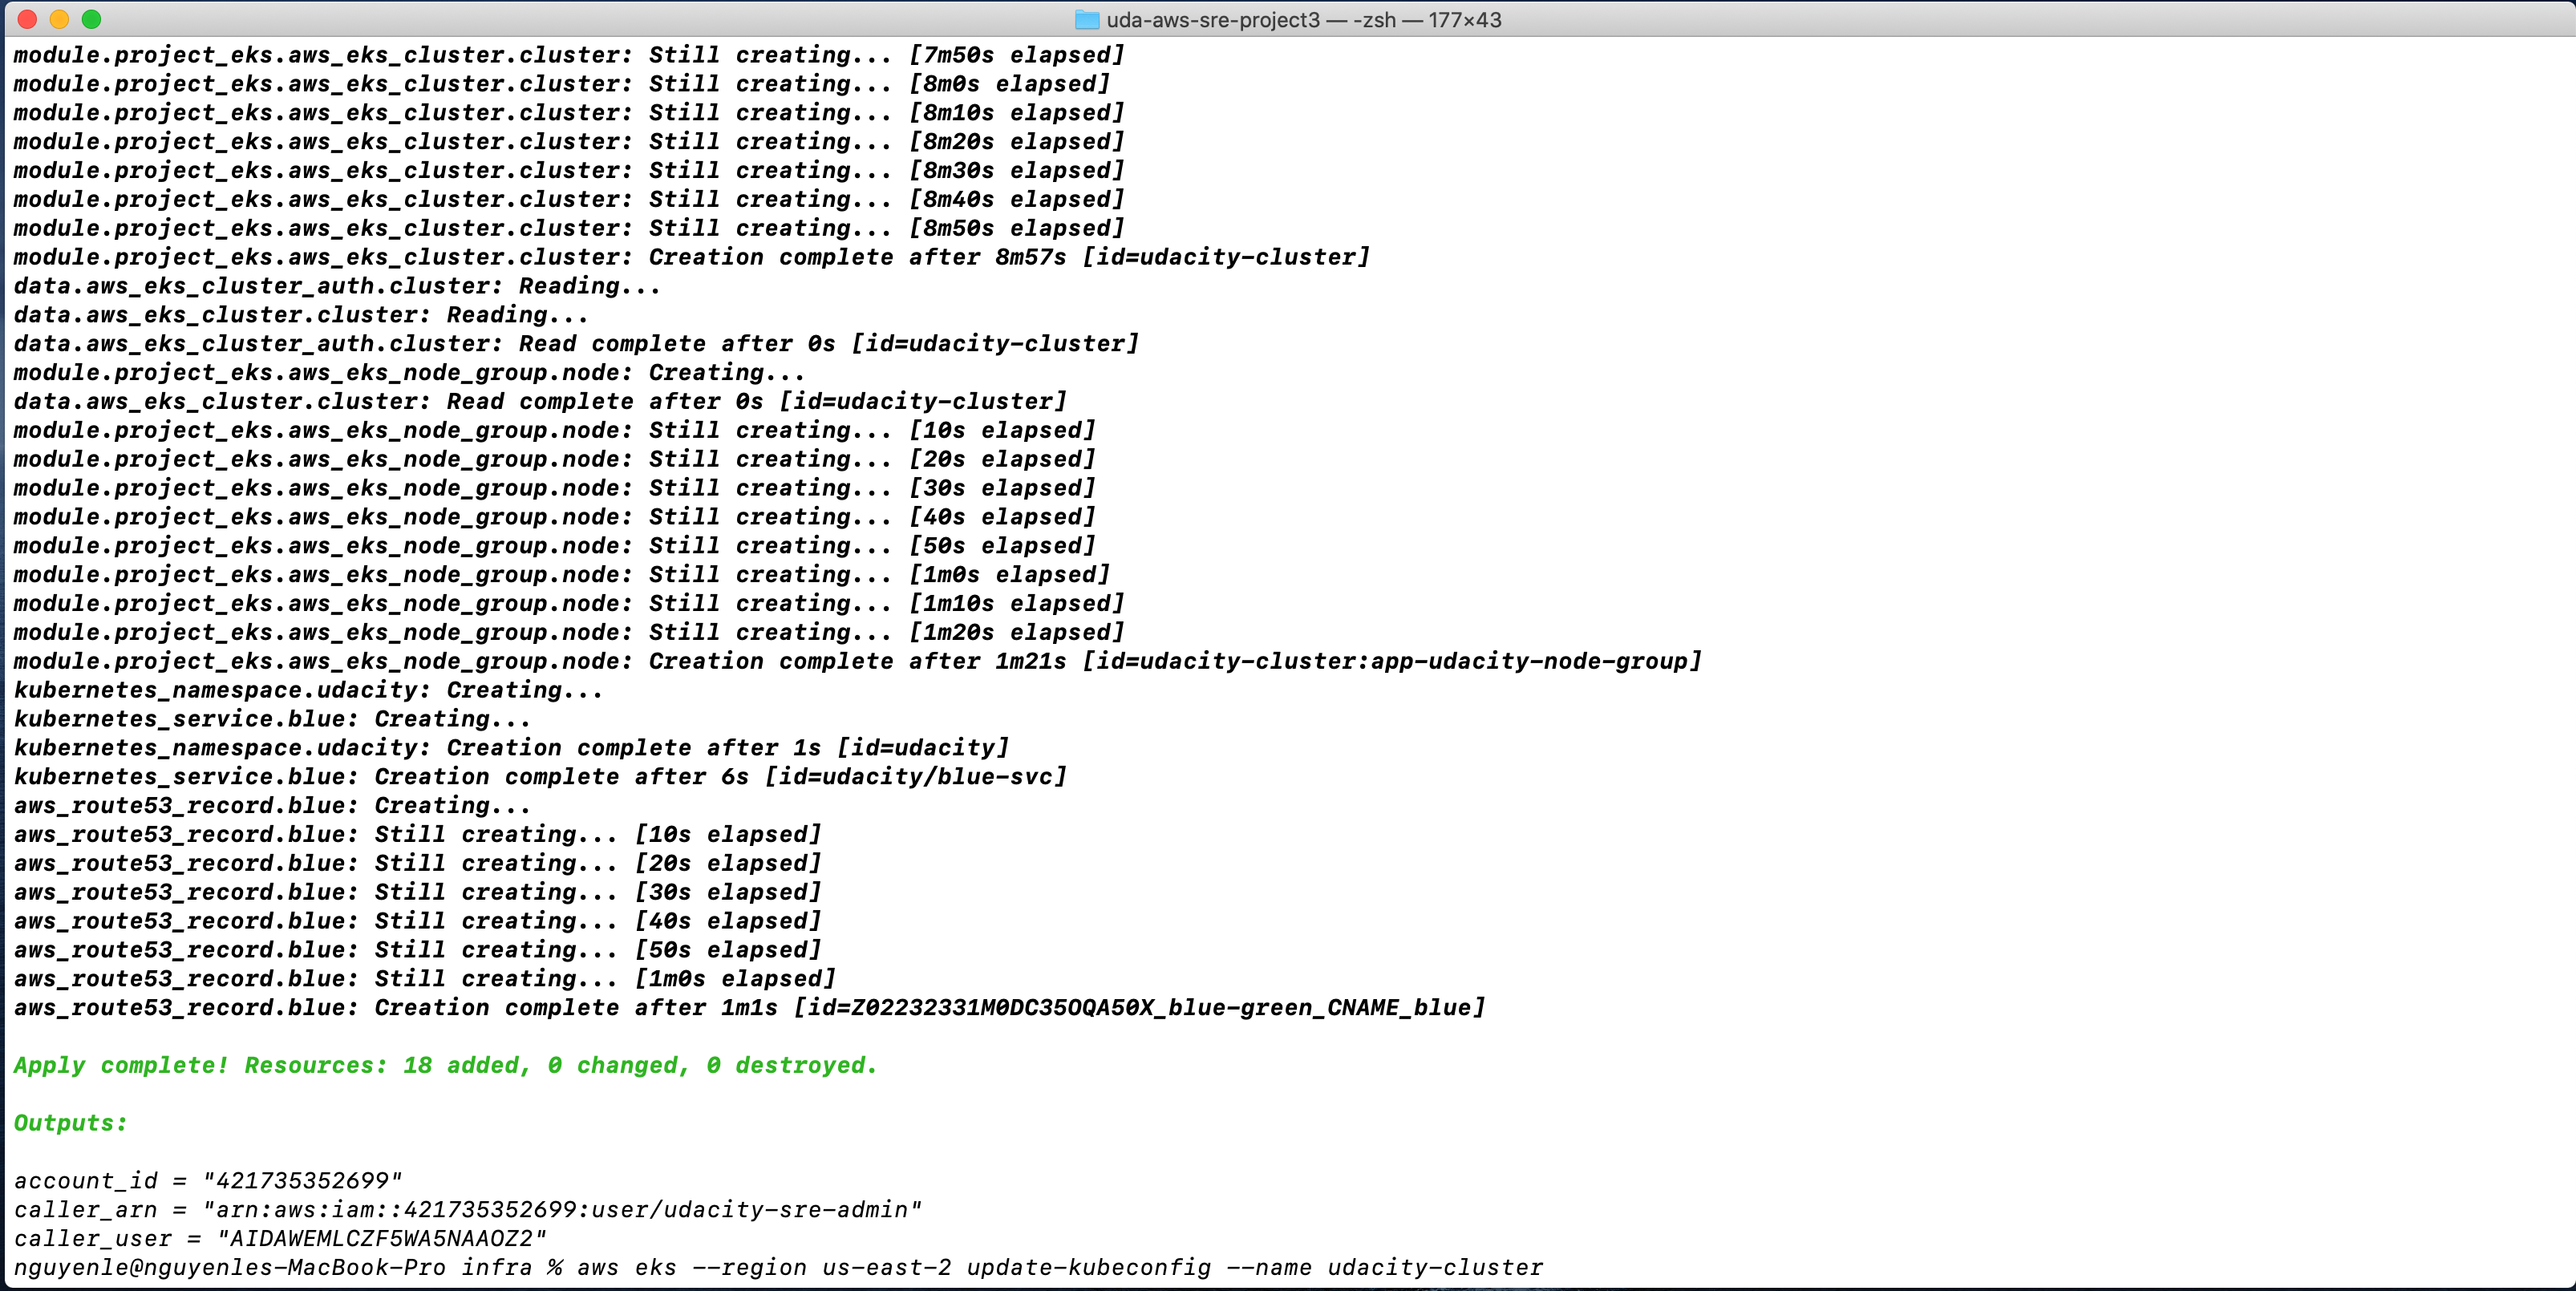 uda-aws-sre-project3 — -zsh — 177×43
module.project_eks.aws_eks_cluster.cluster: Still creating... [7m50s elapsed]
module.project_eks.aws_eks_cluster.cluster: Still creating... [8m0s elapsed]
module.project_eks.aws_eks_cluster.cluster: Still creating... [8m10s elapsed]
module.project_eks.aws_eks_cluster.cluster: Still creating... [8m20s elapsed]
module.project_eks.aws_eks_cluster.cluster: Still creating... [8m30s elapsed]
module.project_eks.aws_eks_cluster.cluster: Still creating... [8m40s elapsed]
module.project_eks.aws_eks_cluster.cluster: Still creating... [8m50s elapsed]
module.project_eks.aws_eks_cluster.cluster: Creation complete after 8m57s [id=udacity-cluster]
data.aws_eks_cluster_auth.cluster: Reading...
data.aws_eks_cluster.cluster: Reading...
data.aws_eks_cluster_auth.cluster: Read complete after 0s [id=udacity-cluster]
module.project_eks.aws_eks_node_group.node: Creating...
data.aws_eks_cluster.cluster: Read complete after 0s [id=udacity-cluster]
module.project_eks.aws_eks_node_group.node: Still creating... [10s elapsed]
module.project_eks.aws_eks_node_group.node: Still creating... [20s elapsed]
module.project_eks.aws_eks_node_group.node: Still creating... [30s elapsed]
module.project_eks.aws_eks_node_group.node: Still creating... [40s elapsed]
module.project_eks.aws_eks_node_group.node: Still creating... [50s elapsed]
module.project_eks.aws_eks_node_group.node: Still creating... [1m0s elapsed]
module.project_eks.aws_eks_node_group.node: Still creating... [1m10s elapsed]
module.project_eks.aws_eks_node_group.node: Still creating... [1m20s elapsed]
module.project_eks.aws_eks_node_group.node: Creation complete after 1m21s [id=udacity-cluster:app-udacity-node-group]
kubernetes_namespace.udacity: Creating...
kubernetes_service.blue: Creating...
kubernetes_namespace.udacity: Creation complete after 1s [id=udacity]
kubernetes_service.blue: Creation complete after 6s [id=udacity/blue-svc]
aws_route53_record.blue: Creating...
aws_route53_record.blue: Still creating... [10s elapsed]
aws_route53_record.blue: Still creating... [20s elapsed]
aws_route53_record.blue: Still creating... [30s elapsed]
aws_route53_record.blue: Still creating... [40s elapsed]
aws_route53_record.blue: Still creating... [50s elapsed]
aws_route53_record.blue: Still creating... [1m0s elapsed]
aws_route53_record.blue: Creation complete after 1m1s [id=Z02232331M0DC35OQA50X_blue-green_CNAME_blue]
Apply complete! Resources: 18 added, 0 changed, 0 destroyed.
Outputs:
account_id = "421735352699"
caller_arn = "arn:aws:iam::421735352699:user/udacity-sre-admin"
caller_user = "AIDAWEMLCZF5WA5NAAOZ2"
nguyenle@nguyenles-MacBook-Pro infra % aws eks --region us-east-2 update-kubeconfig --name udacity-cluster